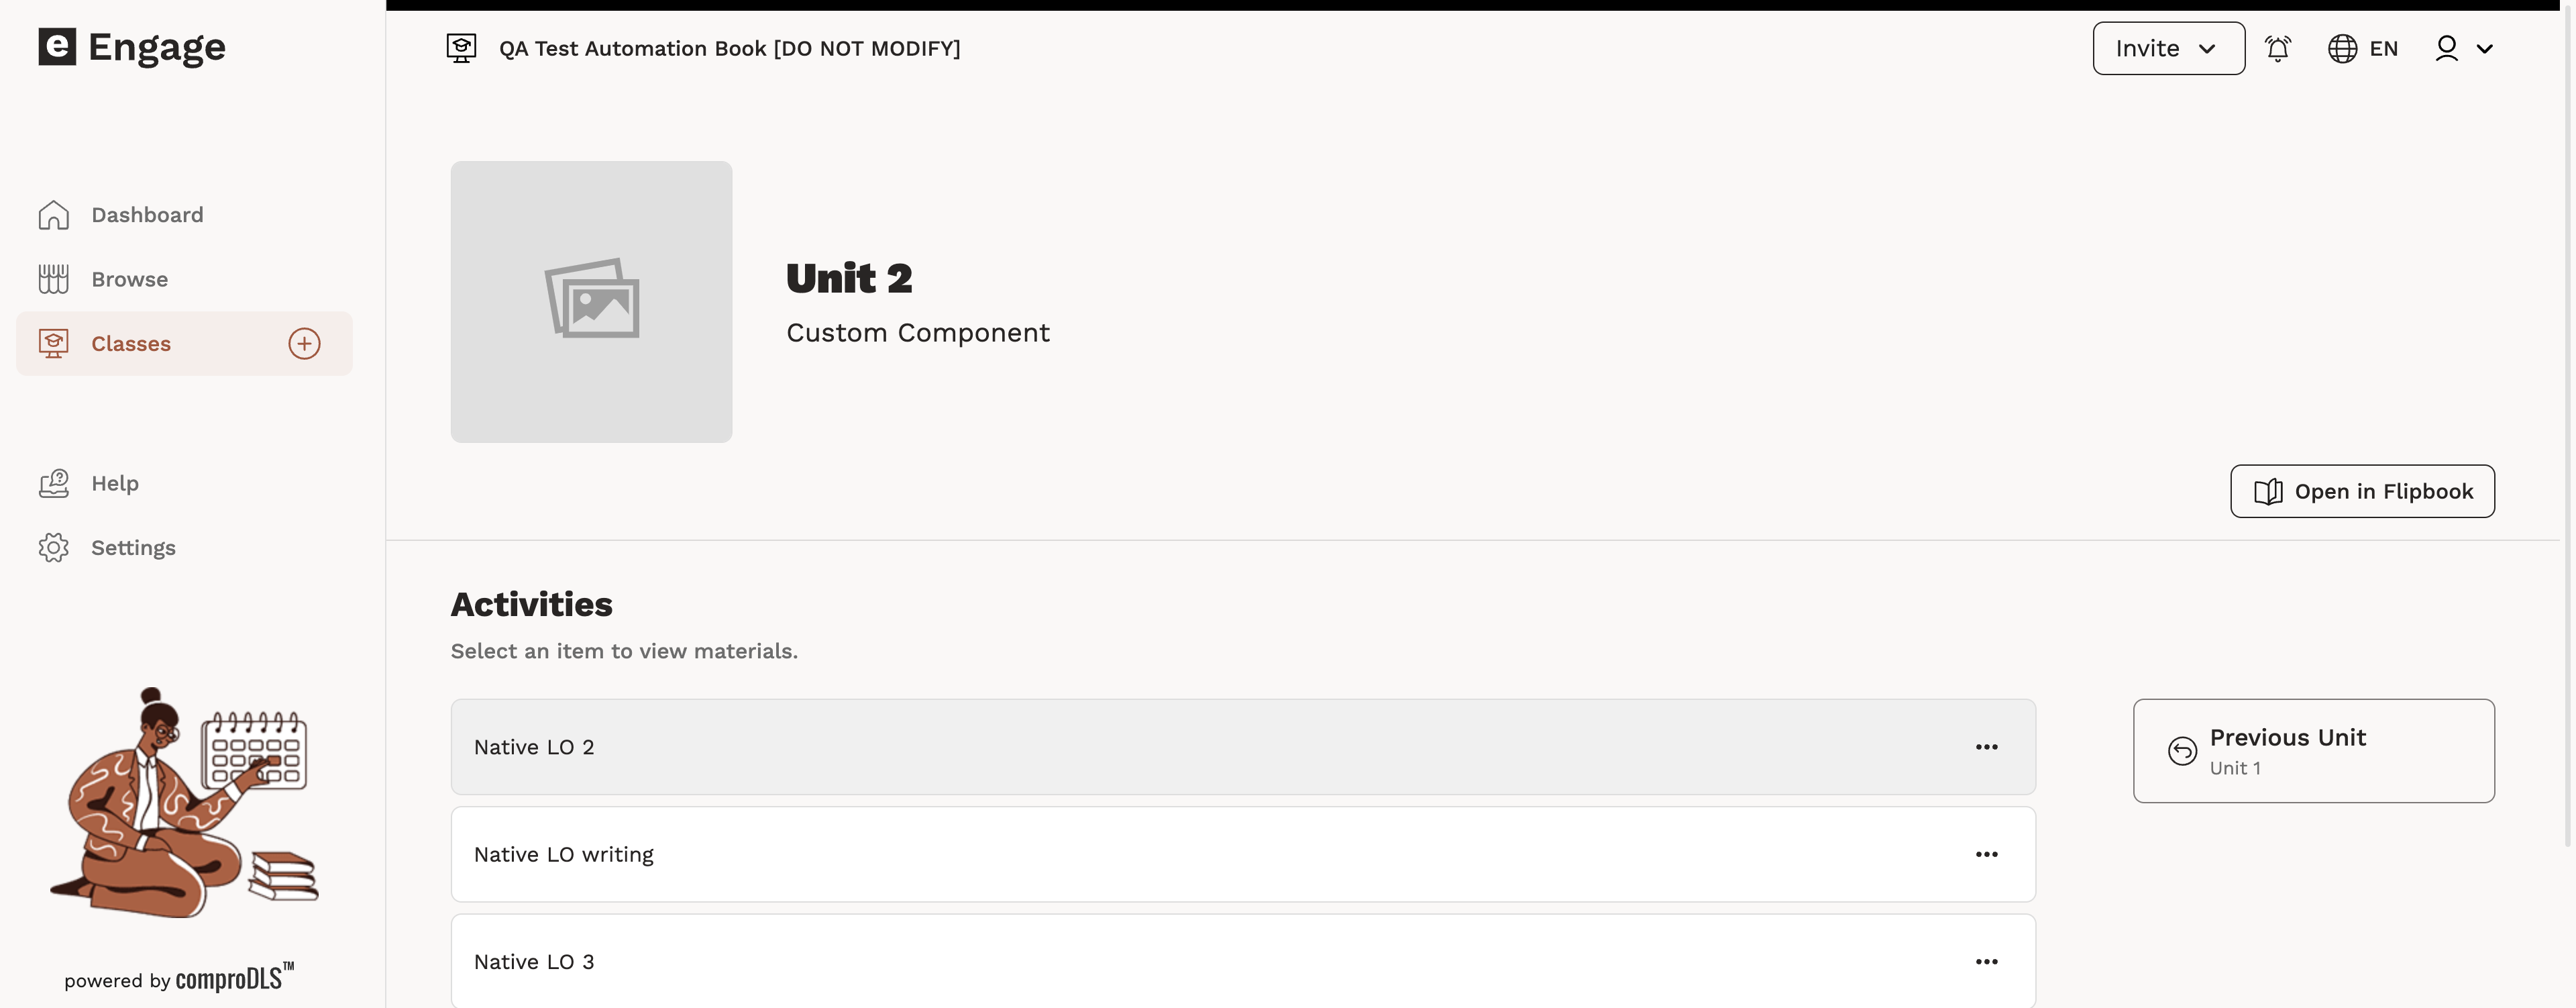 e Engage
QA Test Automation Book [DO NOT MODIFY]
Invite
EN
Dashboard
Browse
Classes
Help
Settings
powered by comproDLS™
Unit 2
Custom Component
Open in Flipbook
Activities
Select an item to view materials.
Native LO 2
Native LO writing
Native LO 3
Previous Unit
Unit 1